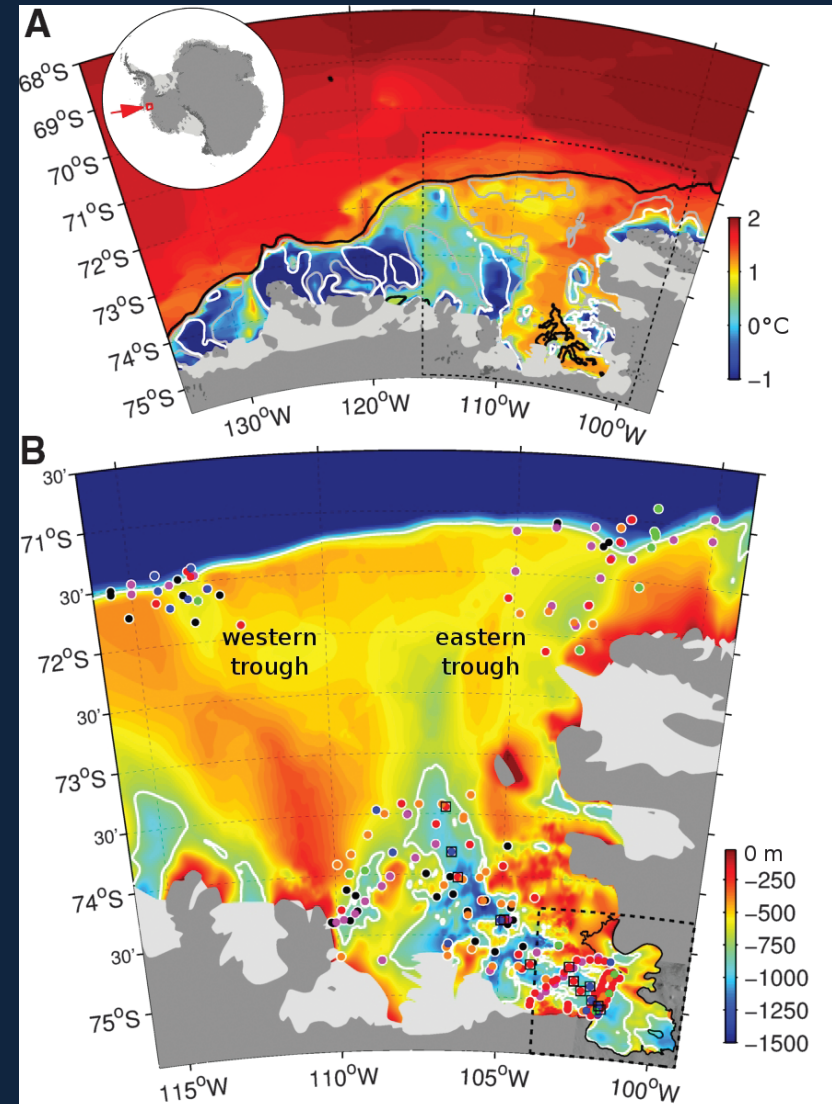 A
68°S
69°S
70°S
71°S
72°S
73°S
74°S
75°S
130°W
120°W
110°W
100°W
2
1
0°C
−1
B
30'
71°S
30'
72°S
30'
73°S
30'
74°S
30'
75°S
western
trough
eastern
trough
115°W
110°W
105°W
100°W
0 m
−250
−500
−750
−1000
−1250
−1500